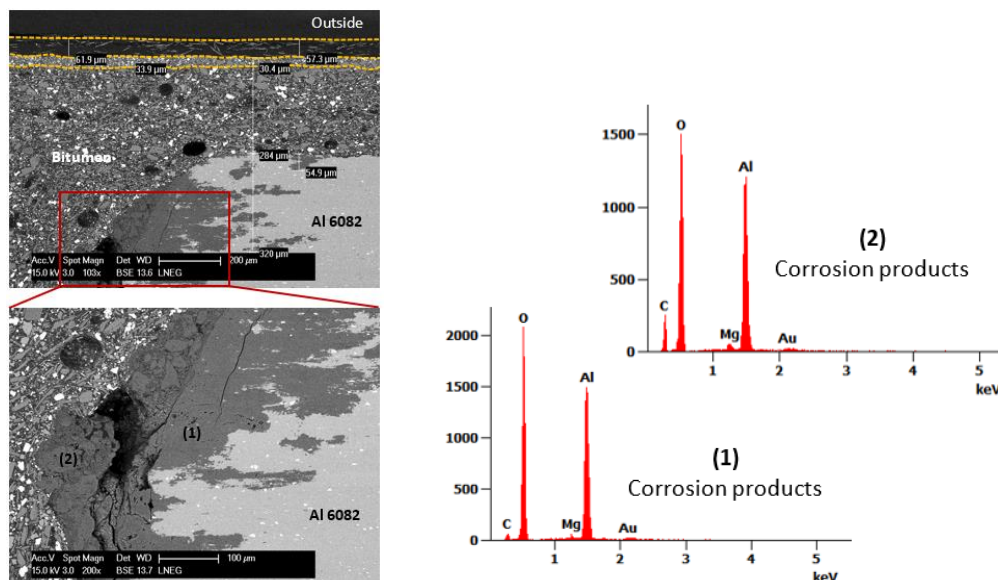 Outside
61.9 µm
57.3 µm
33.9 µm
30.4 µm
Bitumen
284 µm
54.9 µm
Al 6082
320 µm
Acc.V Spot Magn Det WD 200 µm
15.0 kV 3.0 103x BSE 13.6 LNEG
(1)
(2)
Al 6082
Acc.V Spot Magn Det WD 100 µm
15.0 kV 3.0 200x BSE 13.7 LNEG
1500
1000
500
0
O
Al
C
Mg
Au
1 2 3 4 5
keV
(2)
Corrosion products
2000
1500
1000
500
0
O
Al
C
Mg
Au
1 2 3 4 5
keV
(1)
Corrosion products